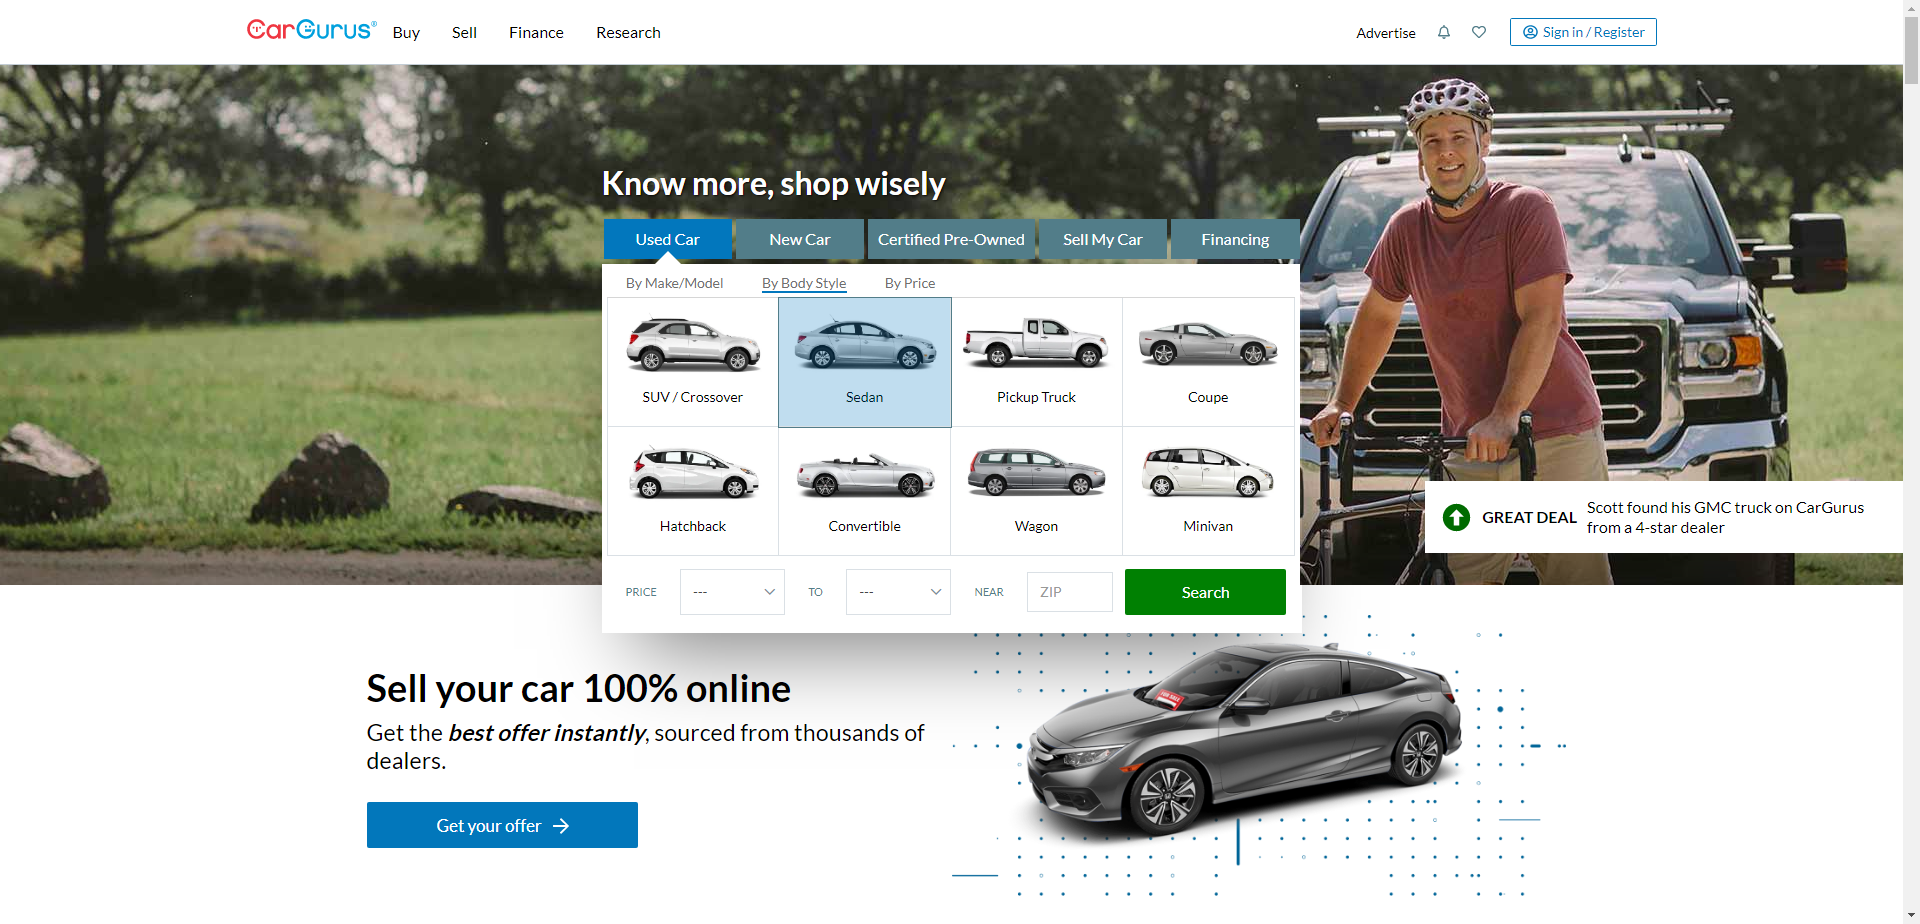 CarGurus®
Buy
Sell
Finance
Research
Advertise
Sign in / Register
Know more, shop wisely
Used Car
New Car
Certified Pre-Owned
Sell My Car
Financing
By Make/Model
By Body Style
By Price
SUV / Crossover
Sedan
Pickup Truck
Coupe
Hatchback
Convertible
Wagon
Minivan
GREAT DEAL
Scott found his GMC truck on CarGurus
from a 4-star dealer
PRICE
---
TO
---
NEAR
ZIP
Search
Sell your car 100% online
Get the best offer instantly, sourced from thousands of
dealers.
FOR SALE
Get your offer